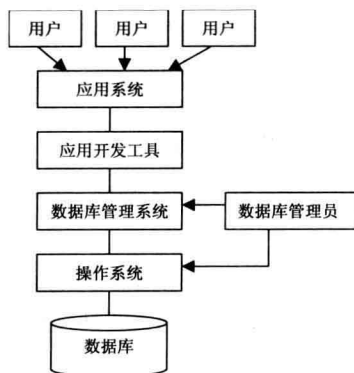 用户 用户 用户
应用系统
应用开发工具
数据库管理系统 数据库管理员
操作系统
数据库